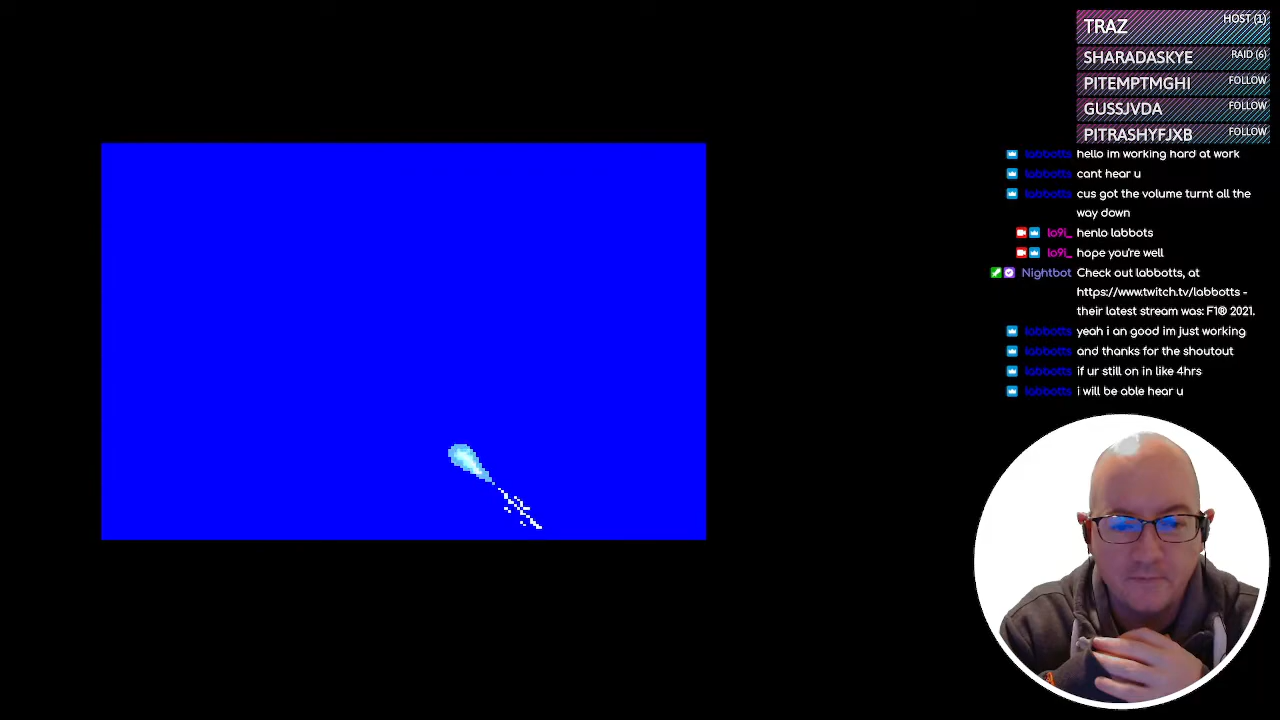 TRAZ HOST (1)
SHARADASKYE RAID (6)
PITEMPTMGHI FOLLOW
GUSSJVDA FOLLOW
PITRASHYFJXB FOLLOW
labbotts hello im working hard at work
labbotts cant hear u
labbotts cus got the volume turnt all the
way down
lo9i_ henlo labbots
lo9i_ hope you're well
Nightbot Check out labbotts, at
https://www.twitch.tv/labbotts -
their latest stream was: F1® 2021.
labbotts yeah i an good im just working
labbotts and thanks for the shoutout
labbotts if ur still on in like 4hrs
labbotts i will be able hear u